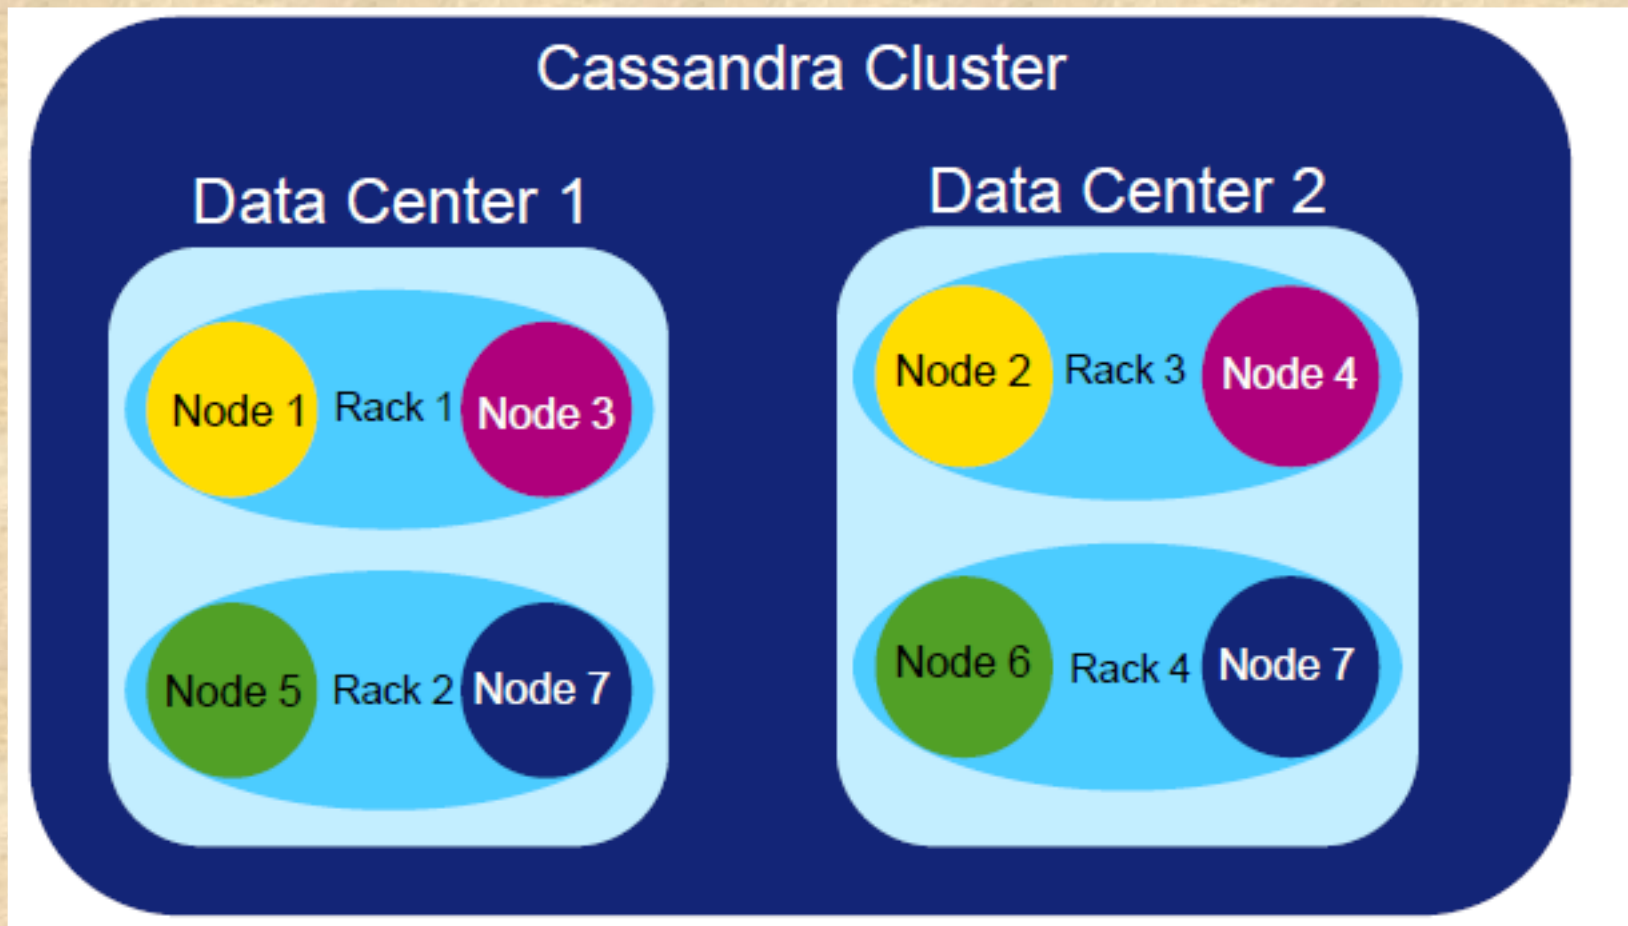 Cassandra Cluster
Data Center 1
Node 1 Rack 1 Node 3
Node 5 Rack 2 Node 7
Data Center 2
Node 2 Rack 3 Node 4
Node 6 Rack 4 Node 7